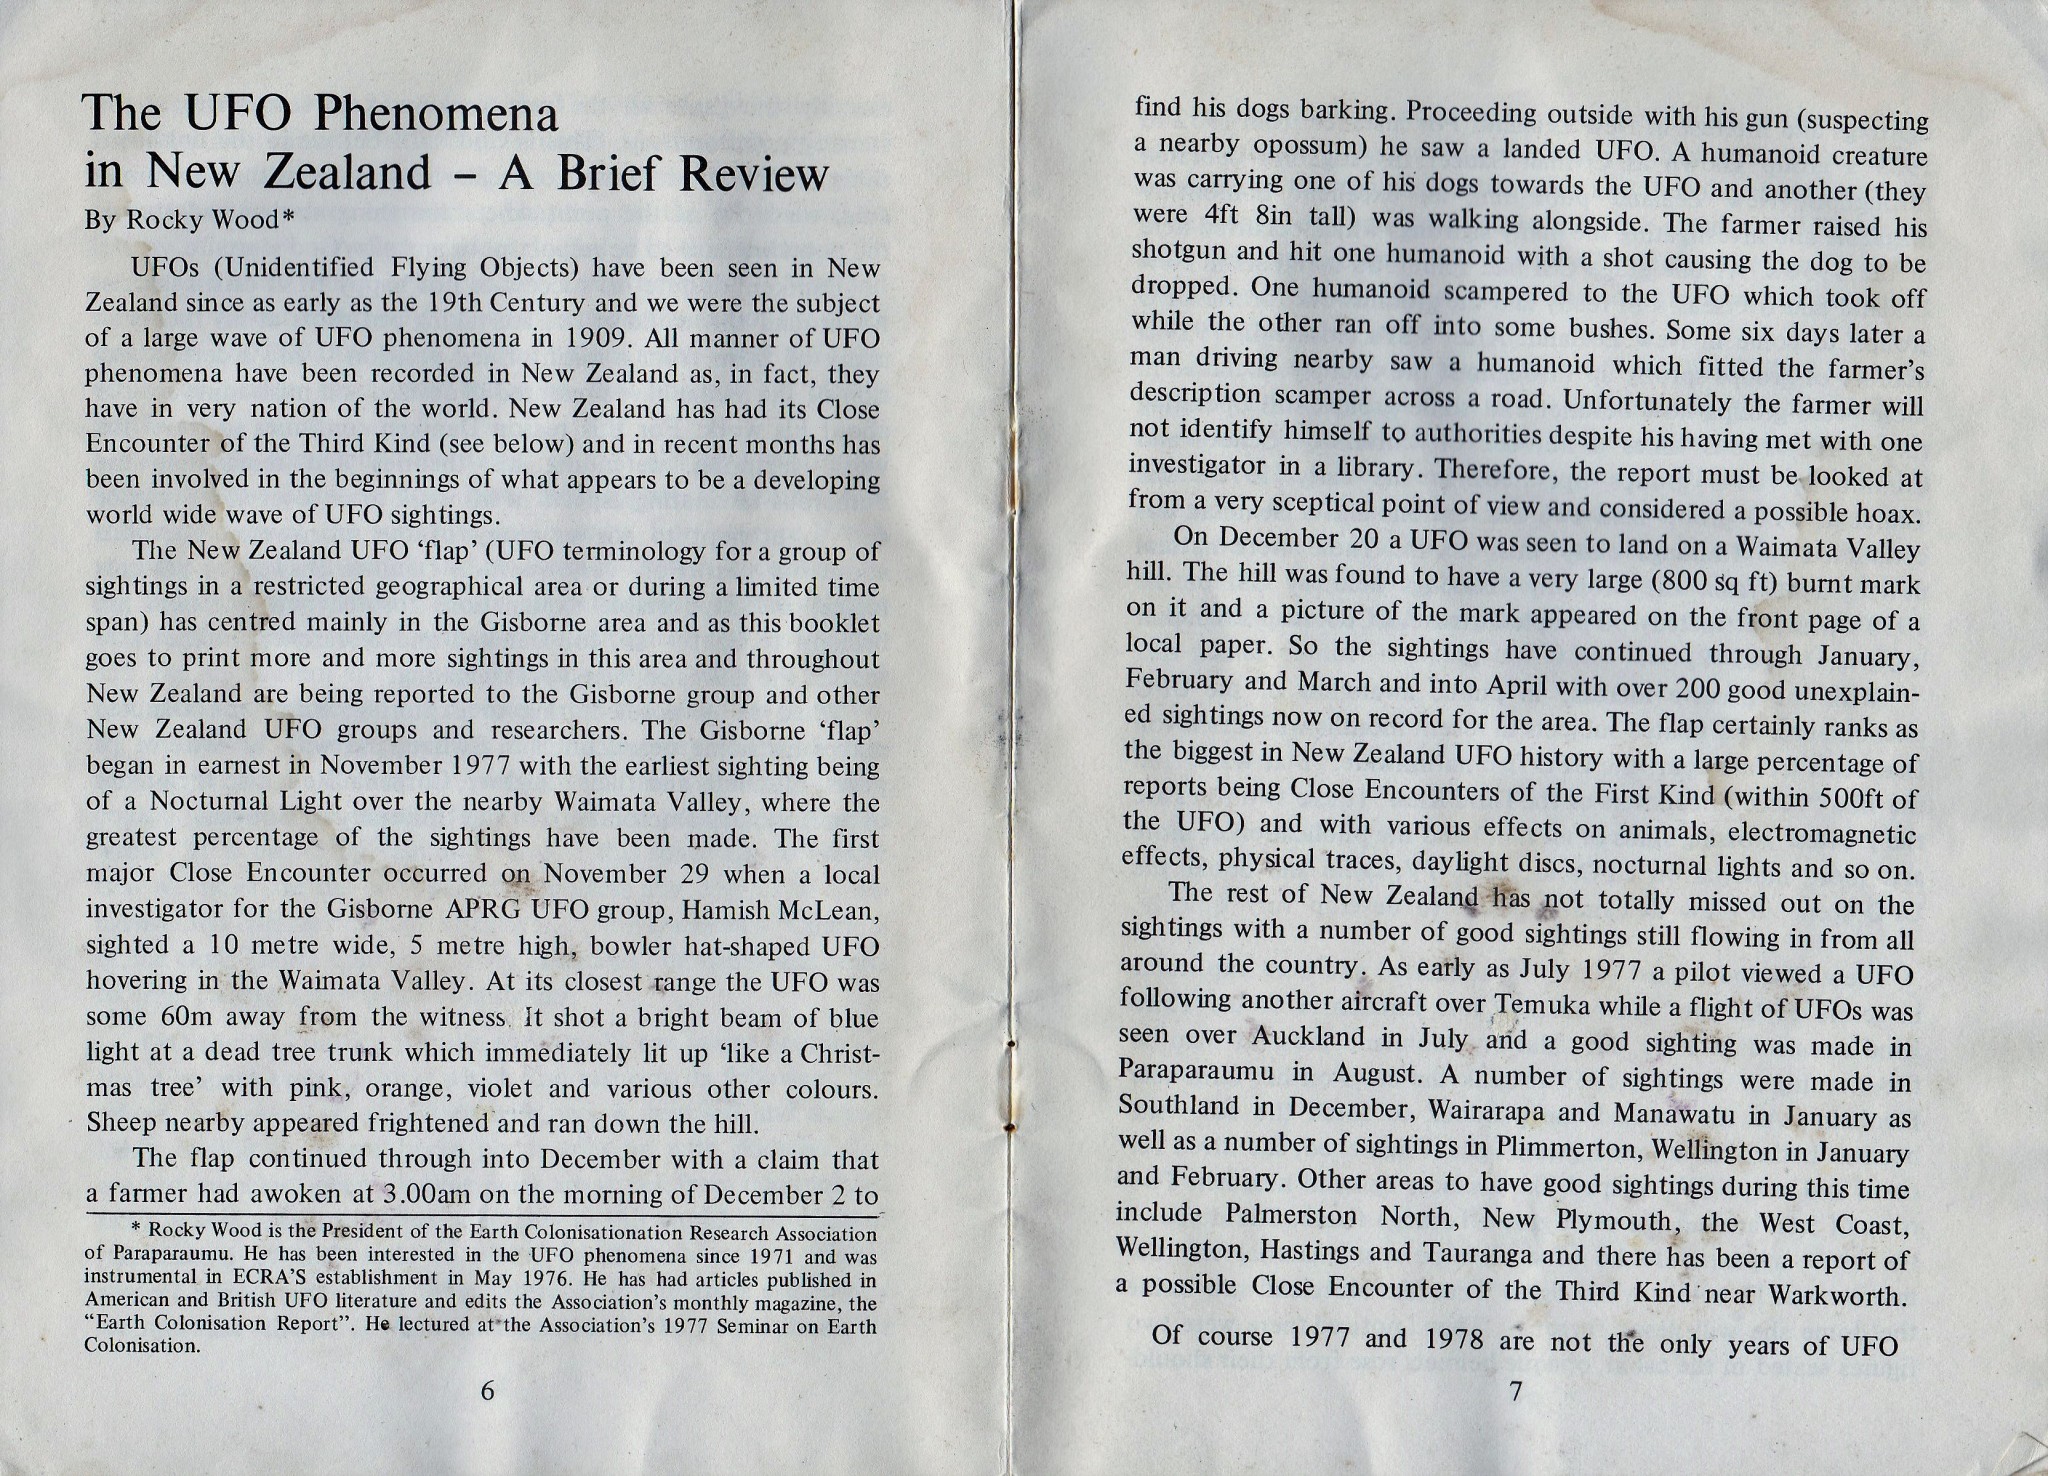 The UFO Phenomena
in New Zealand – A Brief Review
By Rocky Wood*
UFOs (Unidentified Flying Objects) have been seen in New
Zealand since as early as the 19th Century and we were the subject
of a large wave of UFO phenomena in 1909. All manner of UFO
phenomena have been recorded in New Zealand as, in fact, they
have in very nation of the world. New Zealand has had its Close
Encounter of the Third Kind (see below) and in recent months has
been involved in the beginnings of what appears to be a developing
world wide wave of UFO sightings.
The New Zealand UFO ‘flap’ (UFO terminology for a group of
sightings in a restricted geographical area or during a limited time
span) has centred mainly in the Gisborne area and as this booklet
goes to print more and more sightings in this area and throughout
New Zealand are being reported to the Gisborne group and other
New Zealand UFO groups and researchers. The Gisborne ‘flap’
began in earnest in November 1977 with the earliest sighting being
of a Nocturnal Light over the nearby Waimata Valley, where the
greatest percentage of the sightings have been made. The first
major Close Encounter occurred on November 29 when a local
investigator for the Gisborne APRG UFO group, Hamish McLean,
sighted a 10 metre wide, 5 metre high, bowler hat-shaped UFO
hovering in the Waimata Valley. At its closest range the UFO was
some 60m away from the witness. It shot a bright beam of blue
light at a dead tree trunk which immediately lit up ‘like a Christ-
mas tree’ with pink, orange, violet and various other colours.
Sheep nearby appeared frightened and ran down the hill.
The flap continued through into December with a claim that
a farmer had awoken at 3.00am on the morning of December 2 to
* Rocky Wood is the President of the Earth Colonisationation Research Association
of Paraparaumu. He has been interested in the UFO phenomena since 1971 and was
instrumental in ECRA’S establishment in May 1976. He has had articles published in
American and British UFO literature and edits the Association’s monthly magazine, the
“Earth Colonisation Report”. He lectured at the Association’s 1977 Seminar on Earth
Colonisation.
6
find his dogs barking. Proceeding outside with his gun (suspecting
a nearby opossum) he saw a landed UFO. A humanoid creature
was carrying one of his dogs towards the UFO and another (they
were 4ft 8in tall) was walking alongside. The farmer raised his
shotgun and hit one humanoid with a shot causing the dog to be
dropped. One humanoid scampered to the UFO which took off
while the other ran off into some bushes. Some six days later a
man driving nearby saw a humanoid which fitted the farmer’s
description scamper across a road. Unfortunately the farmer will
not identify himself to authorities despite his having met with one
investigator in a library. Therefore, the report must be looked at
from a very sceptical point of view and considered a possible hoax.
On December 20 a UFO was seen to land on a Waimata Valley
hill. The hill was found to have a very large (800 sq ft) burnt mark
on it and a picture of the mark appeared on the front page of a
local paper. So the sightings have continued through January,
February and March and into April with over 200 good unexplain-
ed sightings now on record for the area. The flap certainly ranks as
the biggest in New Zealand UFO history with a large percentage of
reports being Close Encounters of the First Kind (within 500ft of
the UFO) and with various effects on animals, electromagnetic
effects, physical traces, daylight discs, nocturnal lights and so on.
The rest of New Zealand has not totally missed out on the
sightings with a number of good sightings still flowing in from all
around the country. As early as July 1977 a pilot viewed a UFO
following another aircraft over Temuka while a flight of UFOs was
seen over Auckland in July and a good sighting was made in
Paraparaumu in August. A number of sightings were made in
Southland in December, Wairarapa and Manawatu in January as
well as a number of sightings in Plimmerton, Wellington in January
and February. Other areas to have good sightings during this time
include Palmerston North, New Plymouth, the West Coast,
Wellington, Hastings and Tauranga and there has been a report of
a possible Close Encounter of the Third Kind near Warkworth.
Of course 1977 and 1978 are not the only years of UFO
7